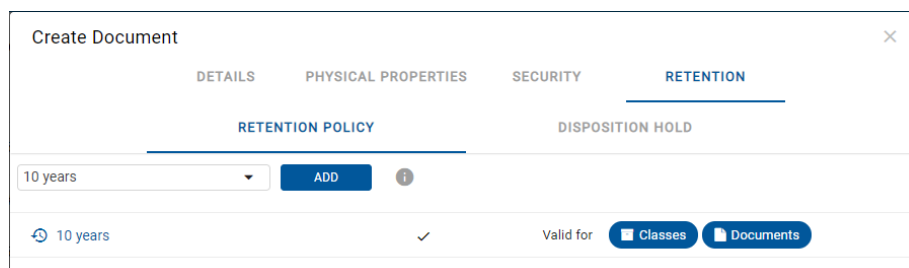 Create Document
DETAILS PHYSICAL PROPERTIES SECURITY RETENTION
RETENTION POLICY DISPOSITION HOLD
10 years ADD
10 years Valid for Classes Documents